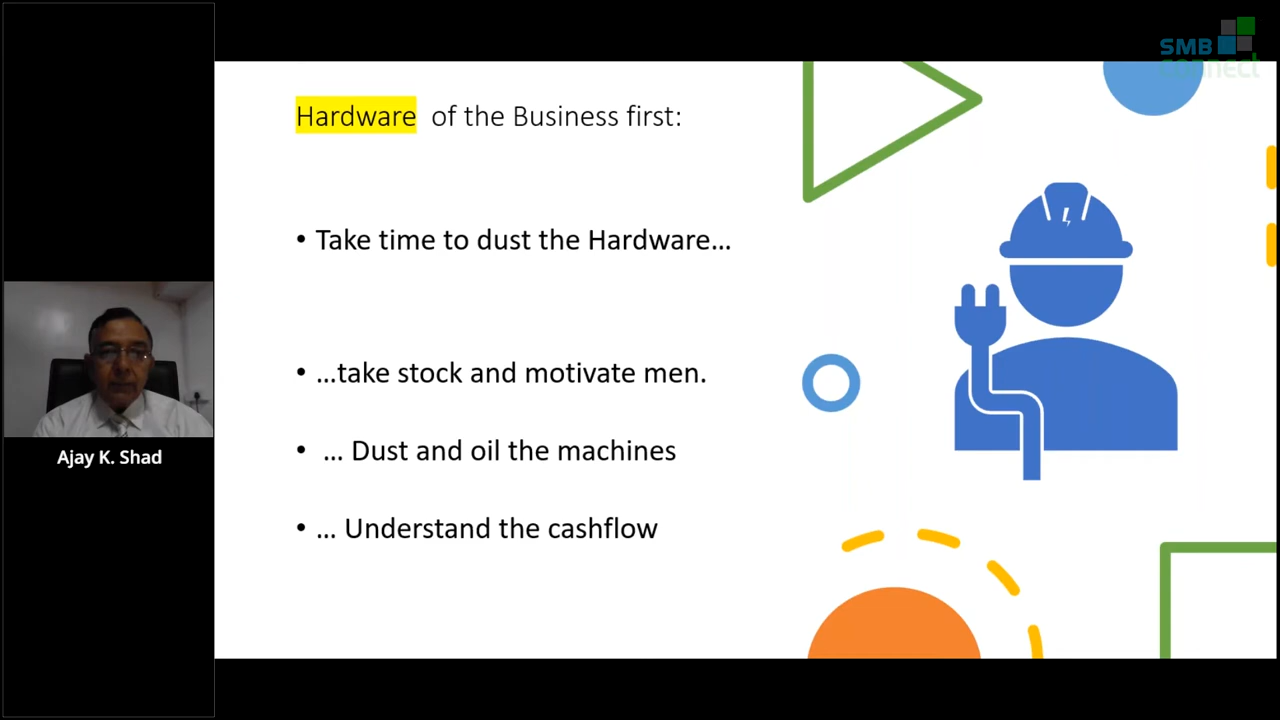 SMB
connect
Hardware of the Business first:
• Take time to dust the Hardware...
• ...take stock and motivate men.
• ... Dust and oil the machines
• ... Understand the cashflow
Ajay K. Shad